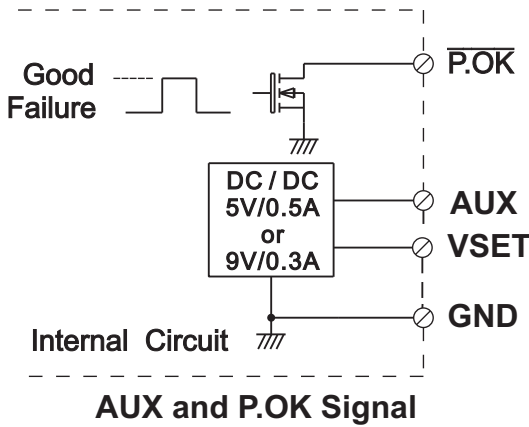 P.OK
Good
Failure
DC / DC
5V/0.5A
or
9V/0.3A
AUX
VSET
GND
Internal Circuit
AUX and P.OK Signal